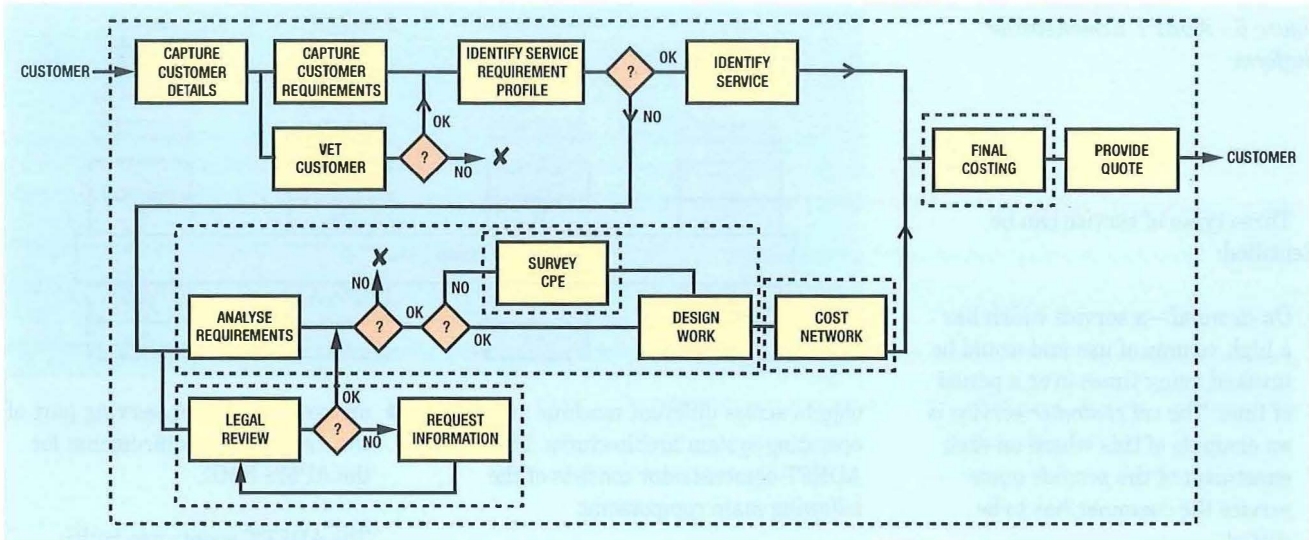 CUSTOMER
CAPTURE
CUSTOMER
DETAILS
CAPTURE
CUSTOMER
REQUIREMENTS
IDENTIFY SERVICE
REQUIREMENT
PROFILE
?
OK
NO
IDENTIFY
SERVICE
VET
CUSTOMER
?
OK
NO
FINAL
COSTING
PROVIDE
QUOTE
CUSTOMER
ANALYSE
REQUIREMENTS
?
NO
OK
?
NO
OK
SURVEY
CPE
DESIGN
WORK
COST
NETWORK
LEGAL
REVIEW
?
OK
NO
REQUEST
INFORMATION